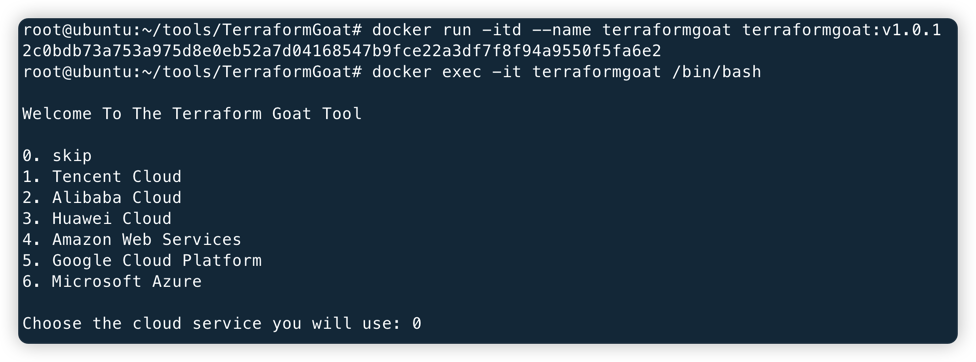 root@ubuntu:~/tools/TerraformGoat# docker run -itd --name terraformgoat terraformgoat:v1.0.1
2c0bdb73a753a975d8e0eb52a7d04168547b9fce22a3df7f8f94a9550f5fa6e2
root@ubuntu:~/tools/TerraformGoat# docker exec -it terraformgoat /bin/bash
Welcome To The Terraform Goat Tool
0. skip
1. Tencent Cloud
2. Alibaba Cloud
3. Huawei Cloud
4. Amazon Web Services
5. Google Cloud Platform
6. Microsoft Azure
Choose the cloud service you will use: 0